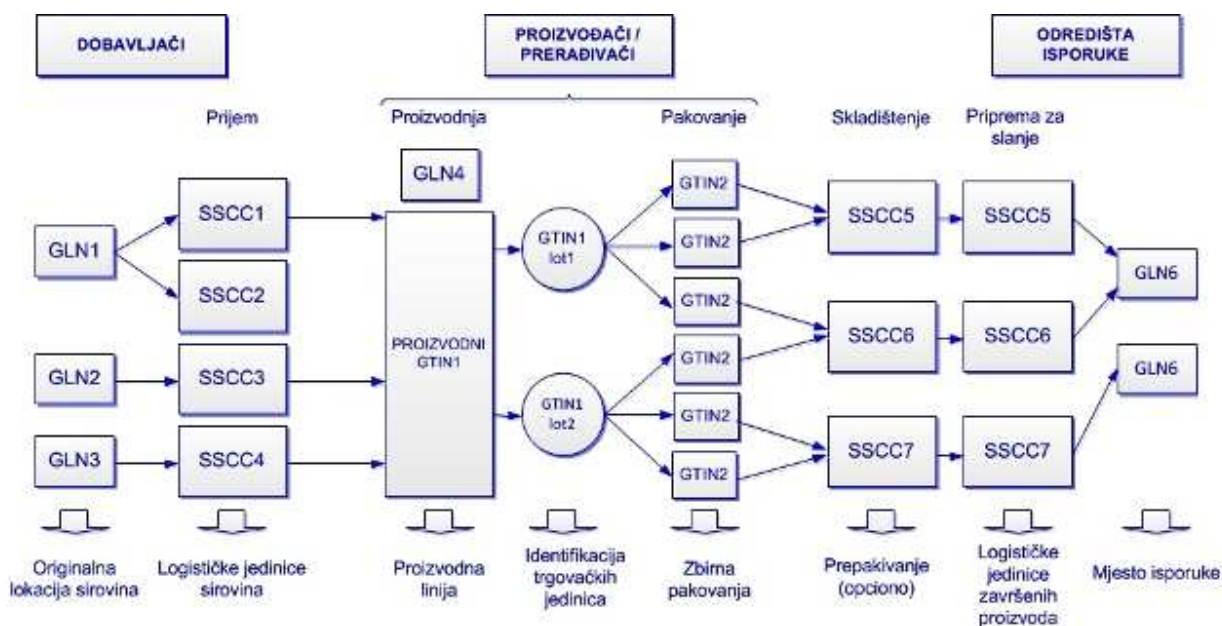 DOBAVLJAČI
PROIZVOĐAČI /
PRERAĐIVAČI
ODREDIŠTA
ISPORUKE
Prijem
Proizvodnja
Pakovanje
Skladištenje
Priprema za
slanje
GLN4
GLN1
GLN2
GLN3
SSCC1
SSCC2
SSCC3
SSCC4
PROIZVODNI
GTIN1
GTIN1
lot1
GTIN1
lot2
GTIN2
GTIN2
GTIN2
GTIN2
GTIN2
GTIN2
SSCC5
SSCC6
SSCC7
SSCC5
SSCC6
SSCC7
GLN6
GLN6
Originalna
lokacija sirovina
Logističke jedinice
sirovina
Proizvodna
linija
Identifikacija
trgovačkih
jedinica
Zbirna
pakovanja
Prepakivanje
(opciono)
Logističke
jedinice
završenih
proizvoda
Mjesto isporuke